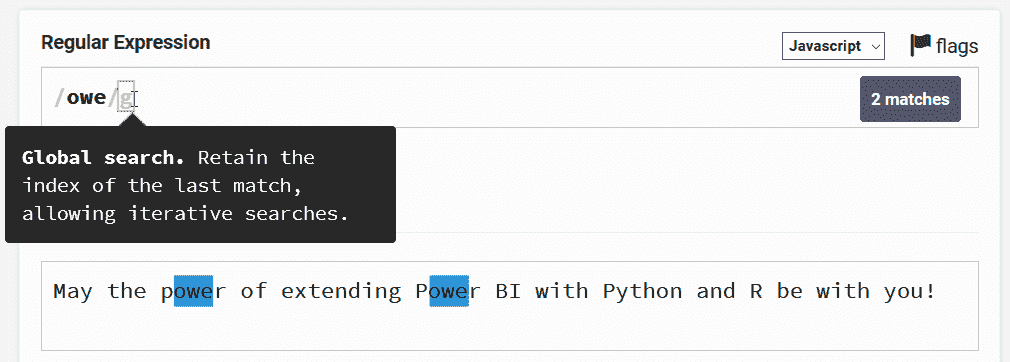 Regular Expression
Javascript
flags
/owe/g
2 matches
Global search. Retain the
index of the last match,
allowing iterative searches.
May the power of extending Power BI with Python and R be with you!